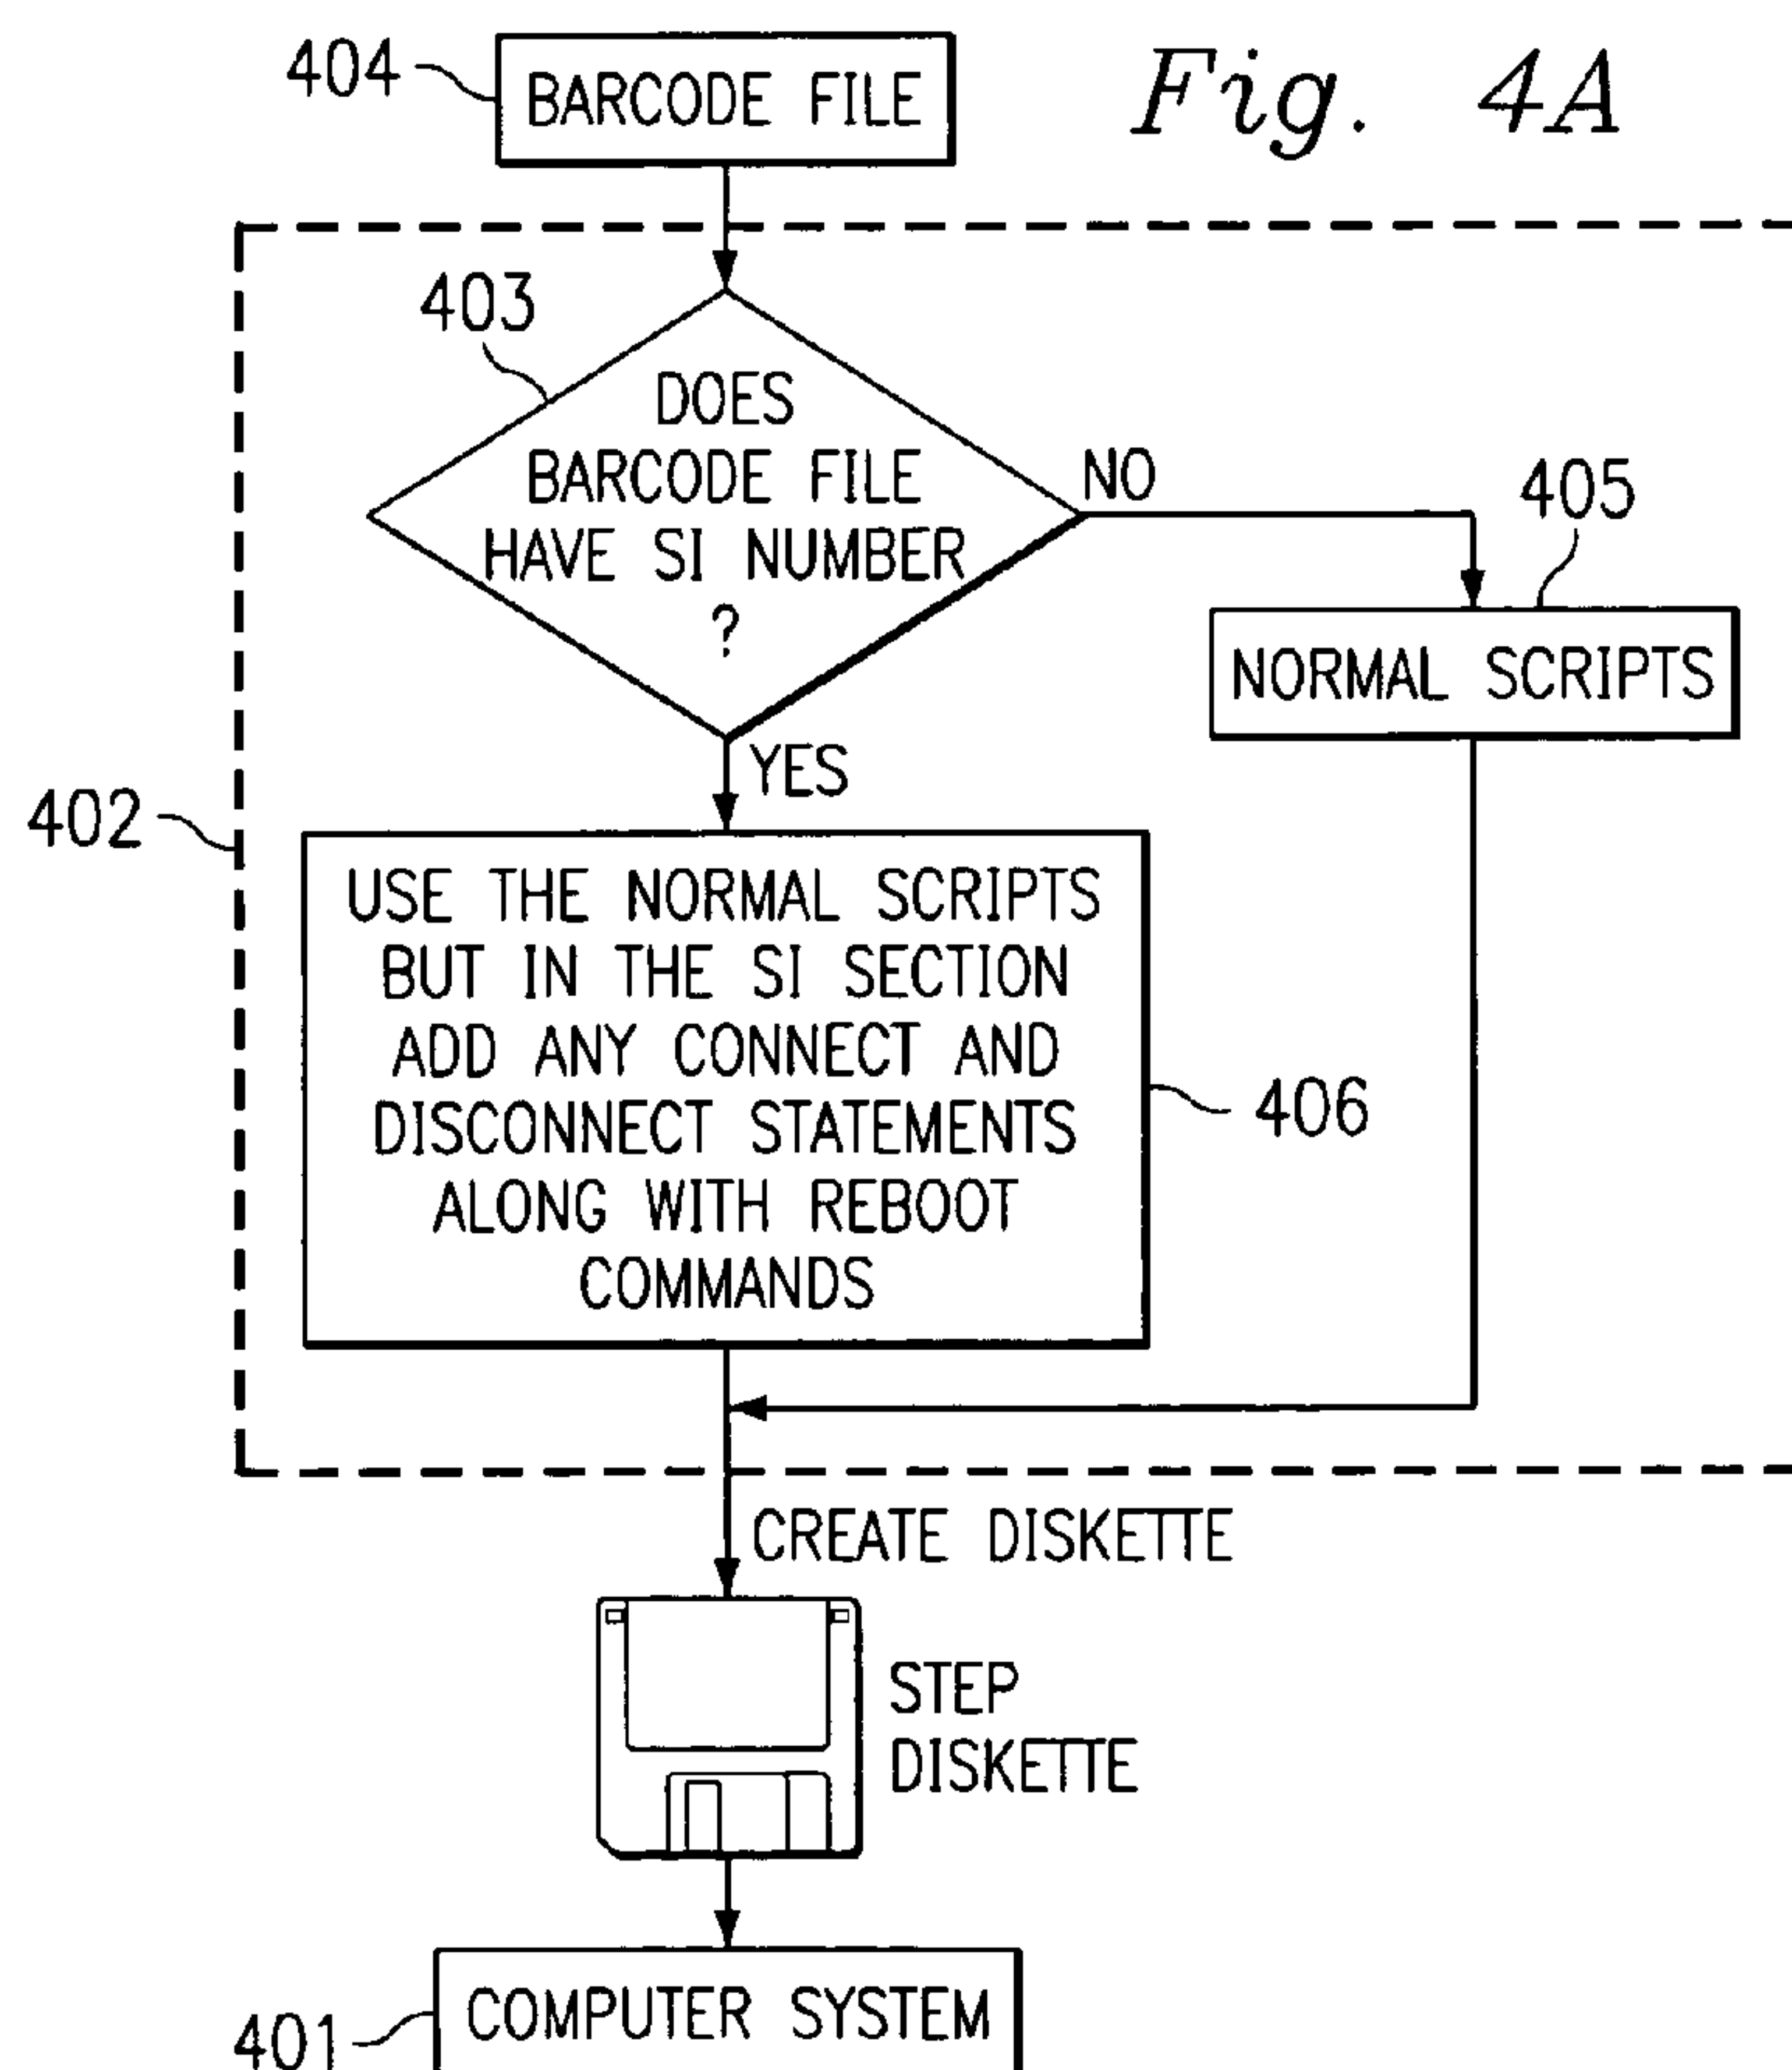 404
BARCODE FILE
Fig. 4A
403
DOES
BARCODE FILE
HAVE SI NUMBER
?
NO
405
NORMAL SCRIPTS
YES
402
USE THE NORMAL SCRIPTS
BUT IN THE SI SECTION
ADD ANY CONNECT AND
DISCONNECT STATEMENTS
ALONG WITH REBOOT
COMMANDS
406
CREATE DISKETTE
STEP
DISKETTE
COMPUTER SYSTEM
401